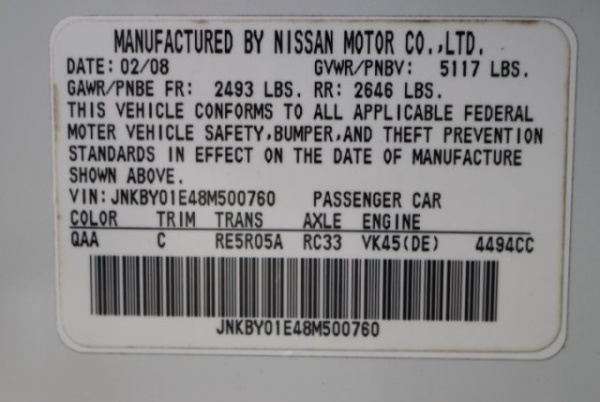 MANUFACTURED BY NISSAN MOTOR CO.,LTD.
DATE: 02/08 GVWR/PNBV: 5117 LBS.
GAWR/PNBE FR: 2493 LBS. RR: 2646 LBS.
THIS VEHICLE CONFORMS TO ALL APPLICABLE FEDERAL
MOTER VEHICLE SAFETY,BUMPER,AND THEFT PREVENTION
STANDARDS IN EFFECT ON THE DATE OF MANUFACTURE
SHOWN ABOVE.
VIN: JNKBY01E48M500760 PASSENGER CAR
COLOR TRIM TRANS AXLE ENGINE
QAA C RE5R05A RC33 VK45(DE) 4494CC
JNKBY01E48M500760